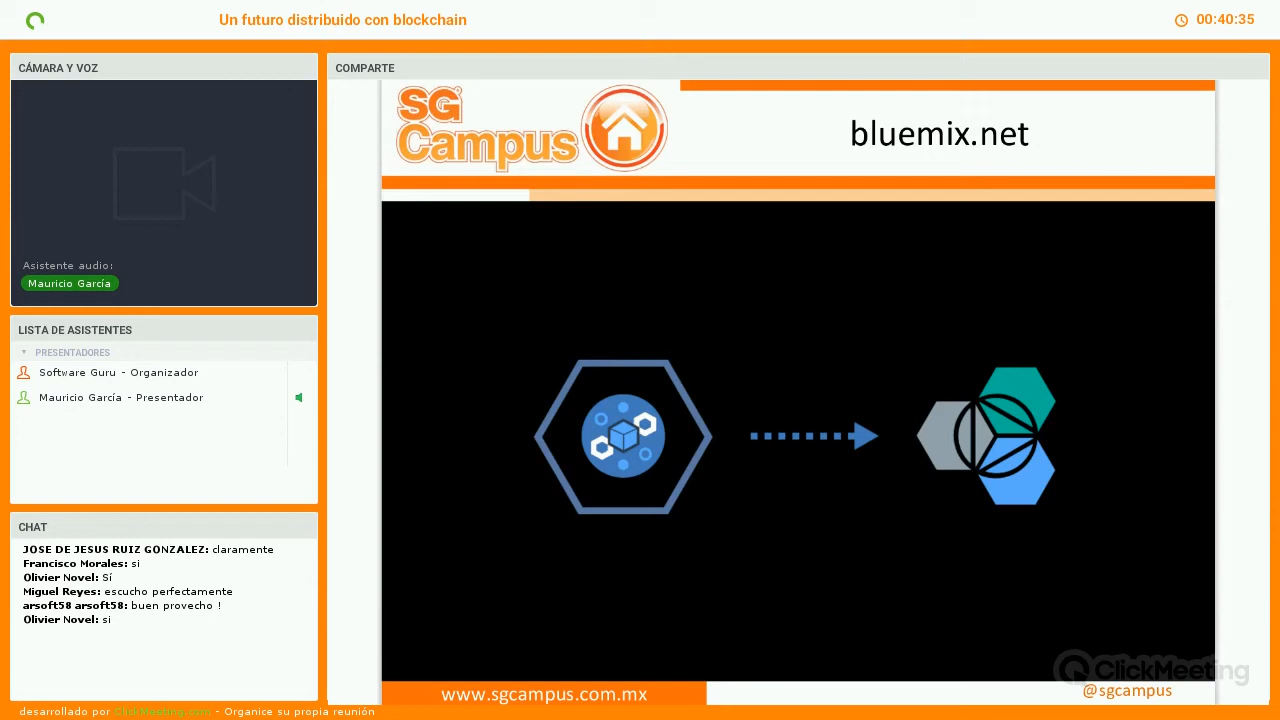 Un futuro distribuido con blockchain
00:40:35
CÁMARA Y VOZ
Asistente audio:
Mauricio García
LISTA DE ASISTENTES
PRESENTADORES
Software Guru - Organizador
Mauricio García - Presentador
CHAT
JOSE DE JESUS RUIZ GONZALEZ: claramente
Francisco Morales: si
Olivier Novel: Sí
Miguel Reyes: escucho perfectamente
arsoft58 arsoft58: buen provecho !
Olivier Novel: si
desarrollado por ClickMeeting.com - Organice su propia reunión
COMPARTE
SG
Campus
bluemix.net
www.sgcampus.com.mx
ClickMeeting
@sgcampus